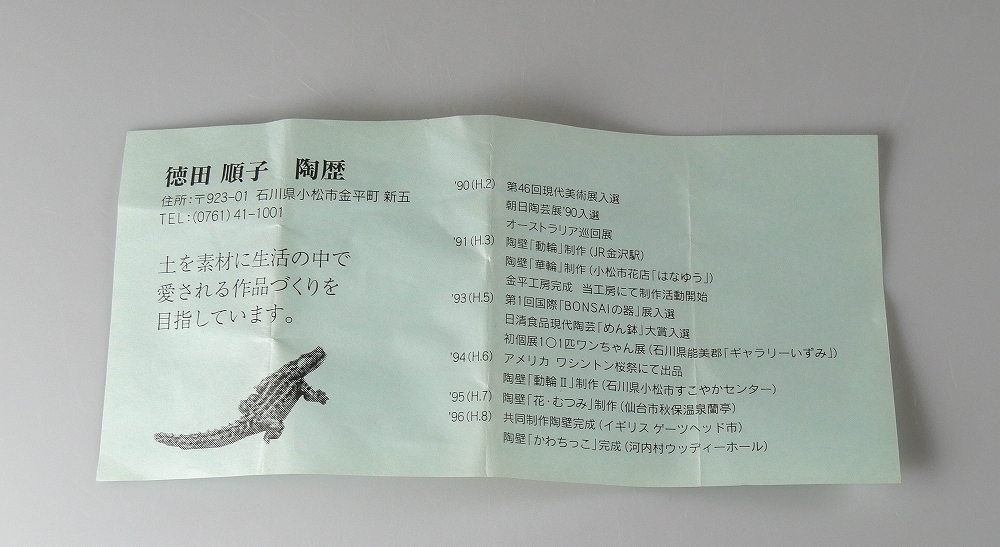 徳田 順子 陶歴
住所:〒923-01 石川県小松市金平町 新五
TEL:(0761)41-1001
土を素材に生活の中で
愛される作品づくりを
目指しています。
'90(H.2) 第46回現代美術展入選
朝日陶芸展'90入選
オーストラリア巡回展
'91(H.3) 陶壁「動輪」制作(JR金沢駅)
陶壁「華輪」制作(小松市花店「はなゆう」)
金平工房完成 当工房にて制作活動開始
'93(H.5) 第1回国際「BONSAIの器」展入選
日清食品現代陶芸「めん鉢」大賞入選
初個展1〇1匹ワンちゃん展(石川県能美郡「ギャラリーいずみ」)
'94(H.6) アメリカ ワシントン桜祭にて出品
陶壁「動輪Ⅱ」制作(石川県小松市すこやかセンター)
'95(H.7) 陶壁「花・むつみ」制作(仙台市秋保温泉蘭亭)
'96(H.8) 共同制作陶壁完成(イギリス ゲーツヘッド市)
陶壁「かわちっこ」完成(河内村ウッディーホール)